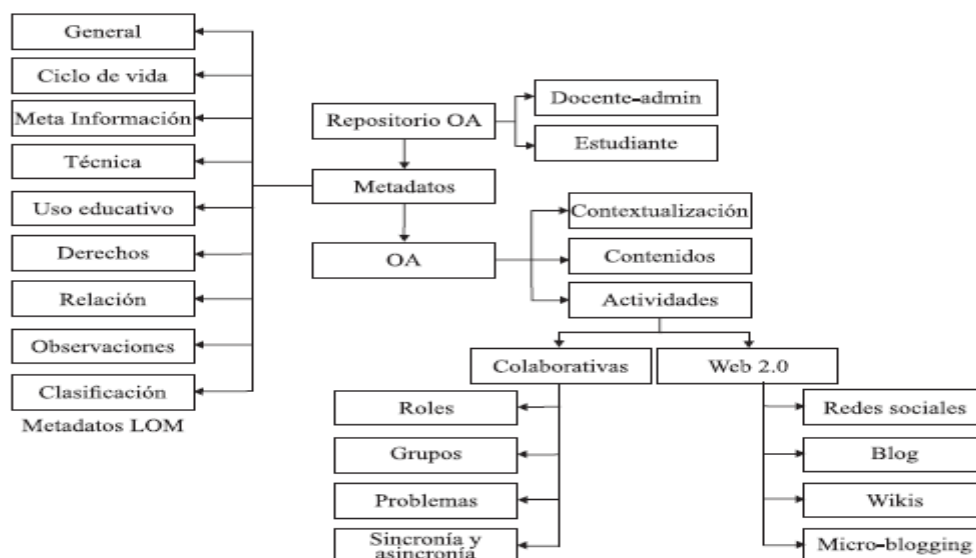 General
Ciclo de vida
Meta Información
Técnica
Uso educativo
Derechos
Relación
Observaciones
Clasificación
Metadatos LOM
Repositorio OA
Metadatos
OA
Docente-admin
Estudiante
Contextualización
Contenidos
Actividades
Colaborativas
Web 2.0
Roles
Grupos
Problemas
Sincronía y
asincronía
Redes sociales
Blog
Wikis
Micro-blogging